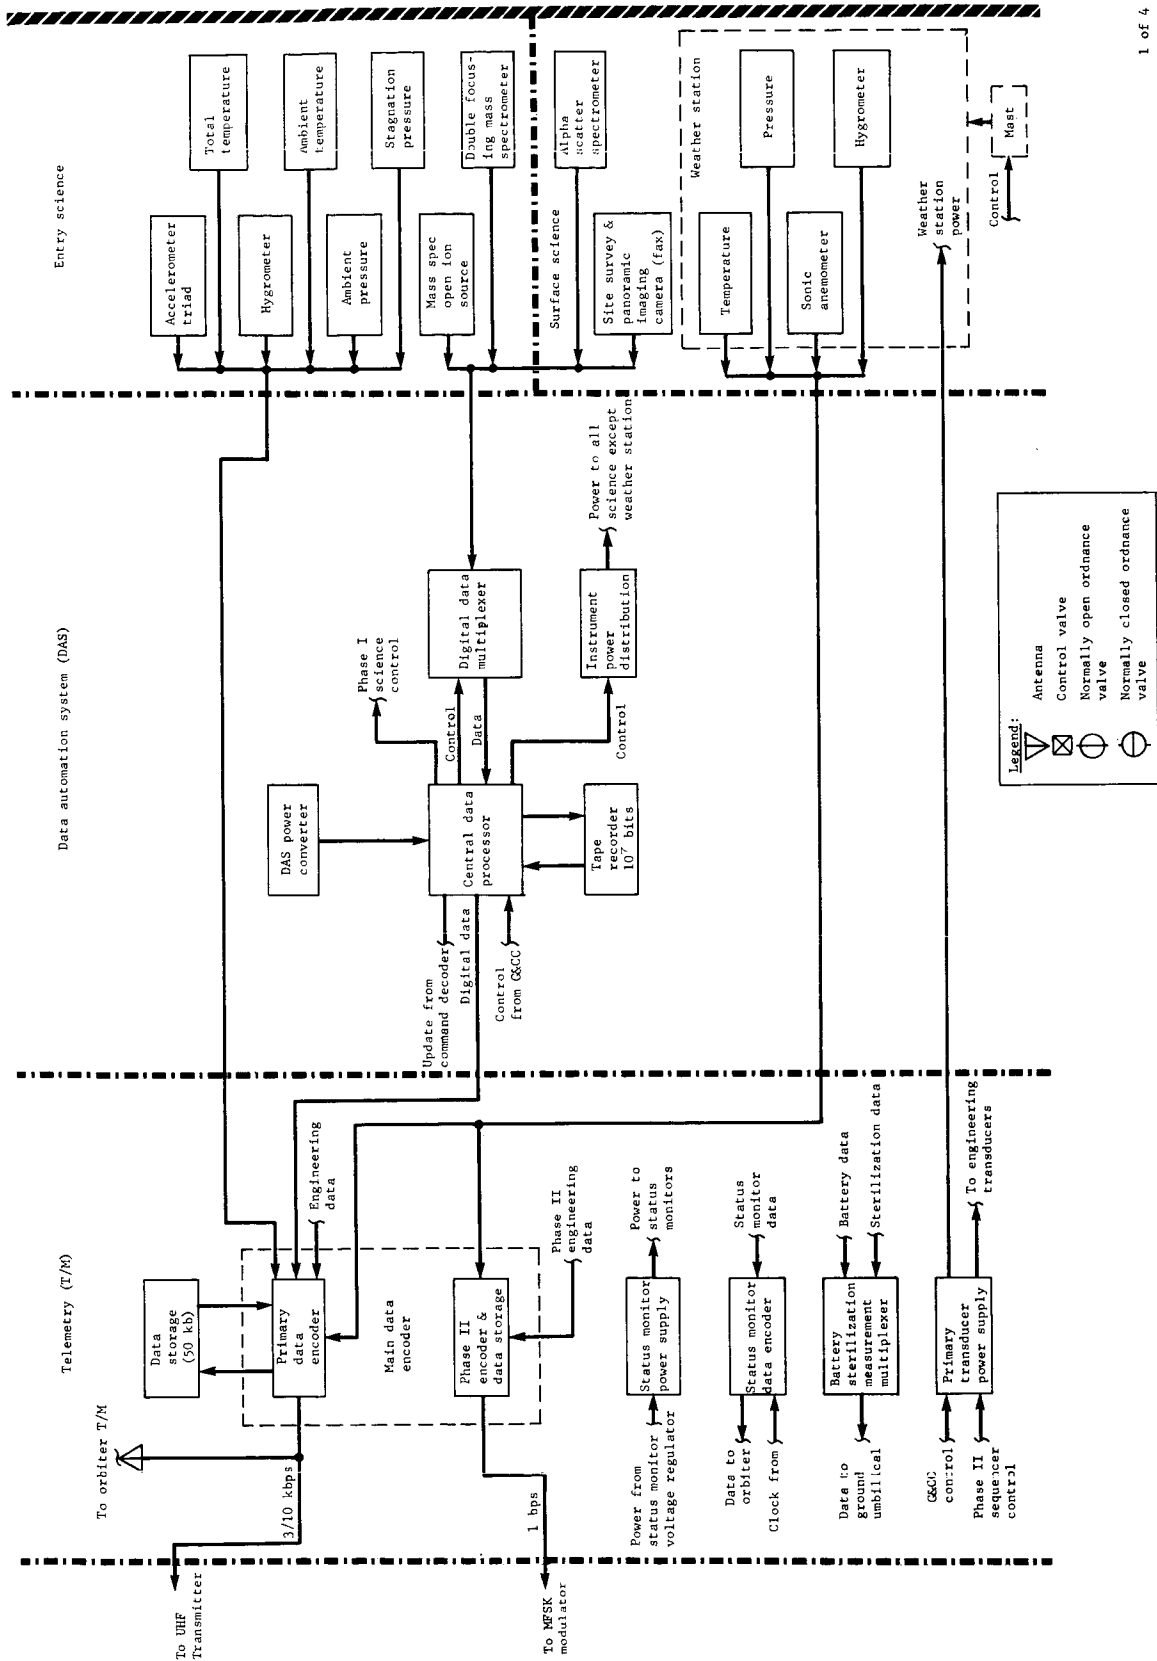 Telemetry (T/M)
Data automation system (DAS)
Entry science
To orbiter T/M
3/10 kbps
To UHF
Transmitter
1 bps
To MFSK
modulator
Data
storage
(50 kb)
Primary
data
encoder
Engineering
data
Main data
encoder
Phase II
encoder &
data storage
Phase II
engineering
data
Power from
status monitor
voltage regulator
Status monitor
power supply
Power to
status
monitors
Data to
orbiter
Clock from
Status monitor
data encoder
Status
monitor
data
Data to
ground
umbilical
Battery
sterilization
measurement
multiplexer
Battery data
Sterilization data
G&CC
control
Phase II
sequencer
control
Primary
transducer
power supply
To engineering
transducers
DAS power
converter
Update from
command decoder
Digital data
Control
from G&CC
Central data
processor
Phase I
science
control
Control
Data
Digital data
multiplexer
Tape
recorder
10⁷ bits
Control
Instrument
power
distribution
Power to all
science except
weather station
Accelerometer
triad
Total
temperature
Hygrometer
Ambient
temperature
Ambient
pressure
Stagnation
pressure
Mass spec
open ion
source
Double focus-
ing mass
spectrometer
Surface science
Alpha
scatter
spectrometer
Site survey &
panoramic
imaging
camera (fax)
Weather station
Temperature
Pressure
Sonic
anemometer
Hygrometer
Weather
station
power
Control
Mast
Legend:
Antenna
Control valve
Normally open ordnance
valve
Normally closed ordnance
valve
1 of 4